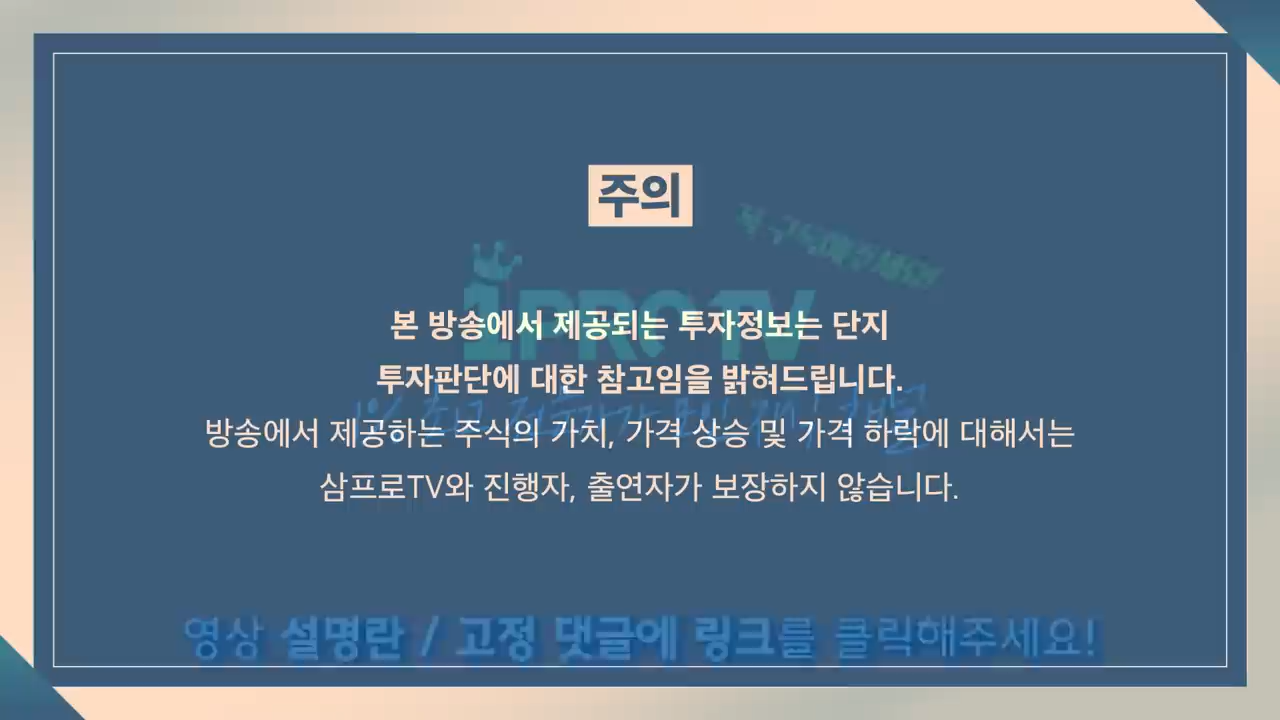 주의
본 방송에서 제공되는 투자정보는 단지
투자판단에 대한 참고임을 밝혀드립니다.
방송에서 제공하는 주식의 가치, 가격 상승 및 가격 하락에 대해서는
삼프로TV와 진행자, 출연자가 보장하지 않습니다.
PRO TV
영상 설명란 / 고정 댓글에 링크를 클릭해주세요!